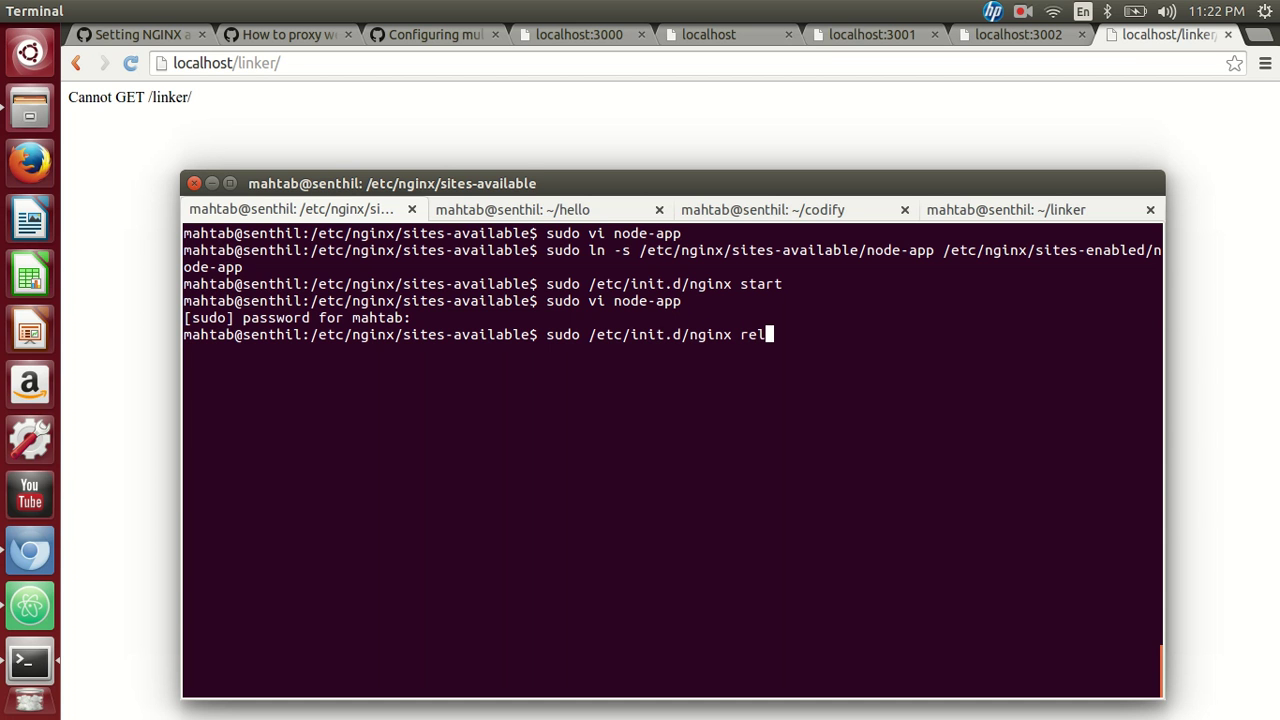 Terminal
En
11:22 PM
Setting NGINX a
How to proxy we
Configuring mul
localhost:3000
localhost
localhost:3001
localhost:3002
localhost/linker/
localhost/linker/
Cannot GET /linker/
mahtab@senthil: /etc/nginx/sites-available
mahtab@senthil: /etc/nginx/si...
mahtab@senthil: ~/hello
mahtab@senthil: ~/codify
mahtab@senthil: ~/linker
mahtab@senthil:/etc/nginx/sites-available$ sudo vi node-app
mahtab@senthil:/etc/nginx/sites-available$ sudo ln -s /etc/nginx/sites-available/node-app /etc/nginx/sites-enabled/n
ode-app
mahtab@senthil:/etc/nginx/sites-available$ sudo /etc/init.d/nginx start
mahtab@senthil:/etc/nginx/sites-available$ sudo vi node-app
[sudo] password for mahtab:
mahtab@senthil:/etc/nginx/sites-available$ sudo /etc/init.d/nginx rel
hp
a
You
Tube
>_